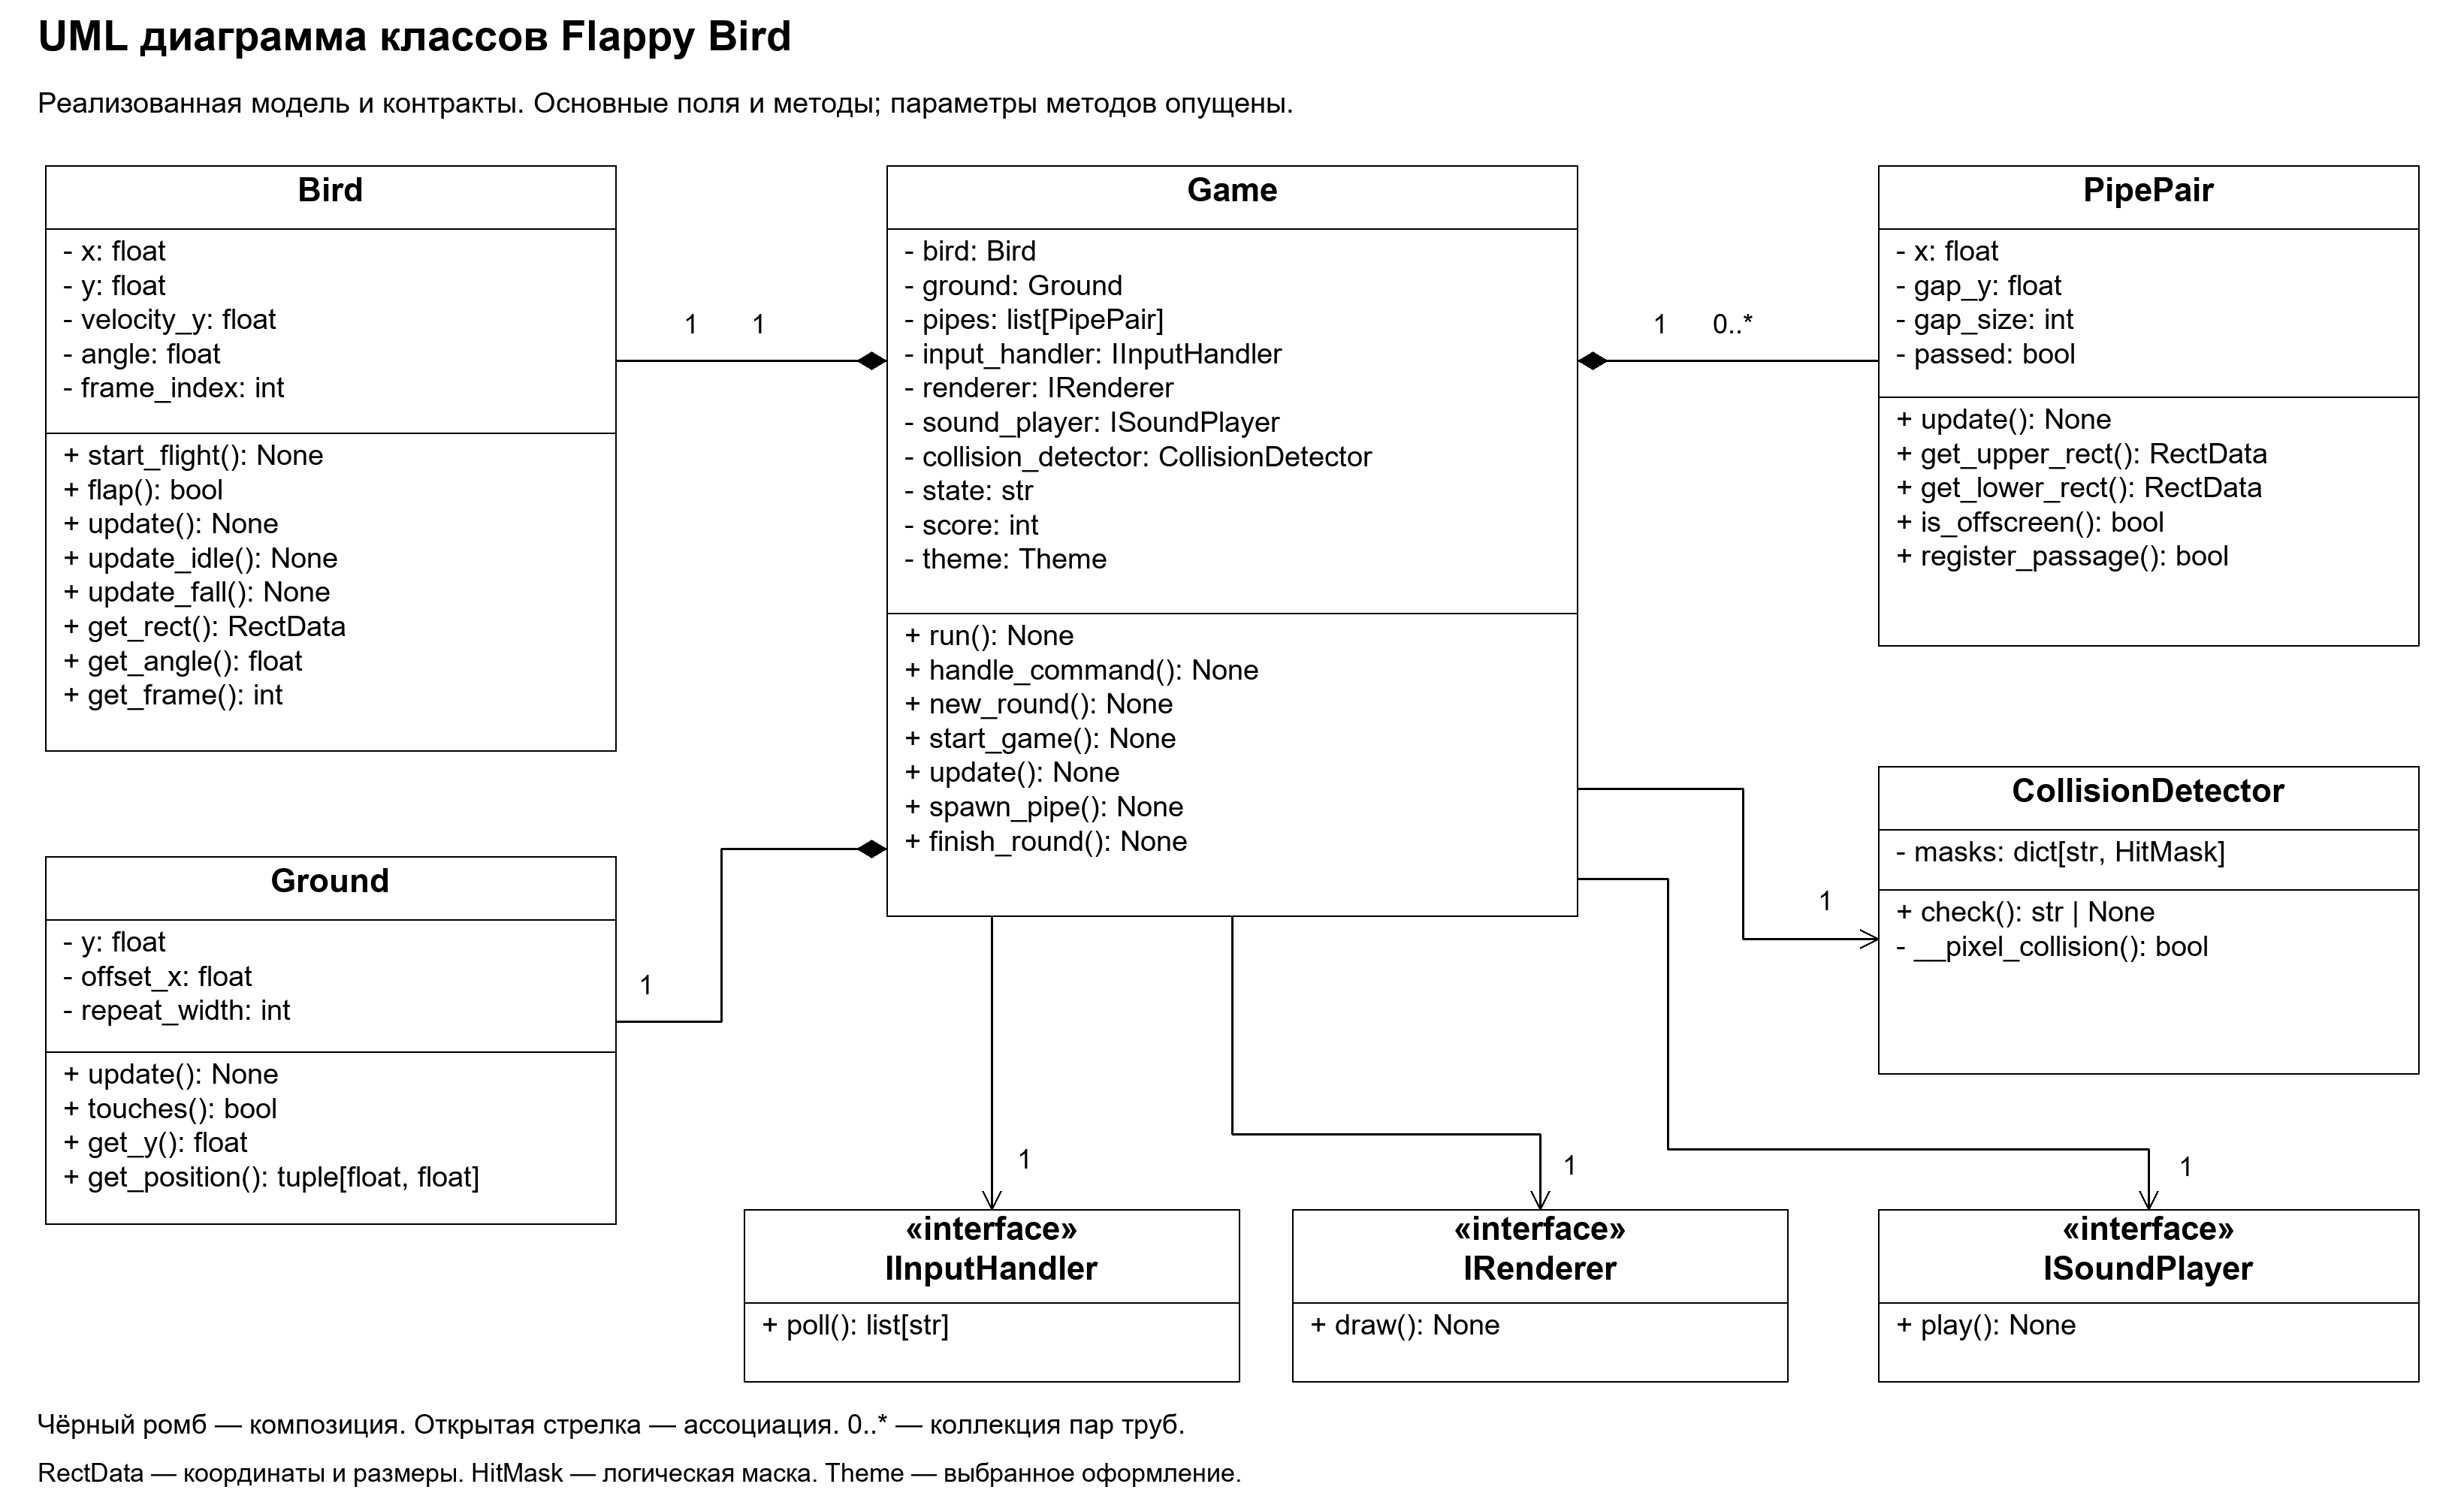 UML диаграмма классов Flappy Bird
Реализованная модель и контракты. Основные поля и методы; параметры методов опущены.
Bird
- x: float
- y: float
- velocity_y: float
- angle: float
- frame_index: int
+ start_flight(): None
+ flap(): bool
+ update(): None
+ update_idle(): None
+ update_fall(): None
+ get_rect(): RectData
+ get_angle(): float
+ get_frame(): int
1 1
Game
- bird: Bird
- ground: Ground
- pipes: list[PipePair]
- input_handler: IInputHandler
- renderer: IRenderer
- sound_player: ISoundPlayer
- collision_detector: CollisionDetector
- state: str
- score: int
- theme: Theme
+ run(): None
+ handle_command(): None
+ new_round(): None
+ start_game(): None
+ update(): None
+ spawn_pipe(): None
+ finish_round(): None
1 0..*
PipePair
- x: float
- gap_y: float
- gap_size: int
- passed: bool
+ update(): None
+ get_upper_rect(): RectData
+ get_lower_rect(): RectData
+ is_offscreen(): bool
+ register_passage(): bool
Ground
- y: float
- offset_x: float
- repeat_width: int
+ update(): None
+ touches(): bool
+ get_y(): float
+ get_position(): tuple[float, float]
1
CollisionDetector
- masks: dict[str, HitMask]
+ check(): str | None
- __pixel_collision(): bool
1
1
«interface»
IInputHandler
+ poll(): list[str]
1
«interface»
IRenderer
+ draw(): None
1
«interface»
ISoundPlayer
+ play(): None
Чёрный ромб — композиция. Открытая стрелка — ассоциация. 0..* — коллекция пар труб.
RectData — координаты и размеры. HitMask — логическая маска. Theme — выбранное оформление.